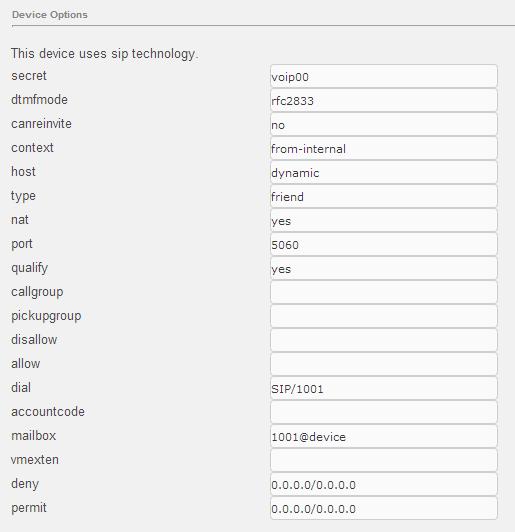 Device Options
This device uses sip technology.
secret voip00
dtmfmode rfc2833
canreinvite no
context from-internal
host dynamic
type friend
nat yes
port 5060
qualify yes
callgroup
pickupgroup
disallow
allow
dial SIP/1001
accountcode
mailbox 1001@device
vmexten
deny 0.0.0.0/0.0.0.0
permit 0.0.0.0/0.0.0.0